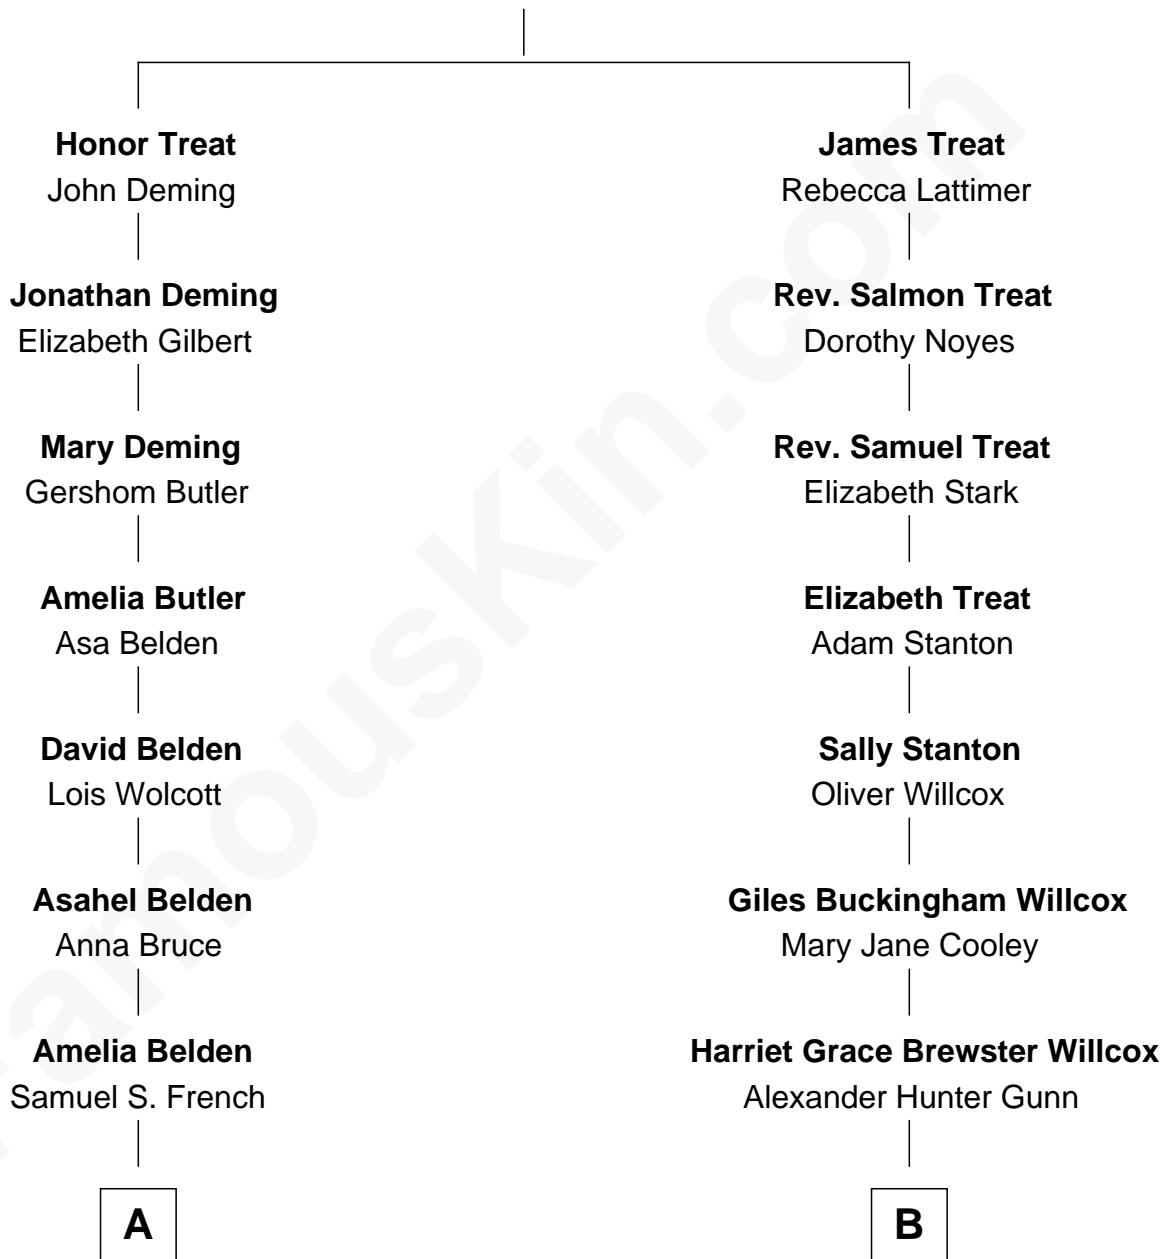 Honor Treat
John Deming
James Treat
Rebecca Lattimer
Jonathan Deming
Elizabeth Gilbert
Rev. Salmon Treat
Dorothy Noyes
Mary Deming
Gershom Butler
Rev. Samuel Treat
Elizabeth Stark
Amelia Butler
Asa Belden
Elizabeth Treat
Adam Stanton
David Belden
Lois Wolcott
Sally Stanton
Oliver Willcox
Asahel Belden
Anna Bruce
Giles Buckingham Willcox
Mary Jane Cooley
Amelia Belden
Samuel S. French
Harriet Grace Brewster Willcox
Alexander Hunter Gunn
A
B
FamousKin.com